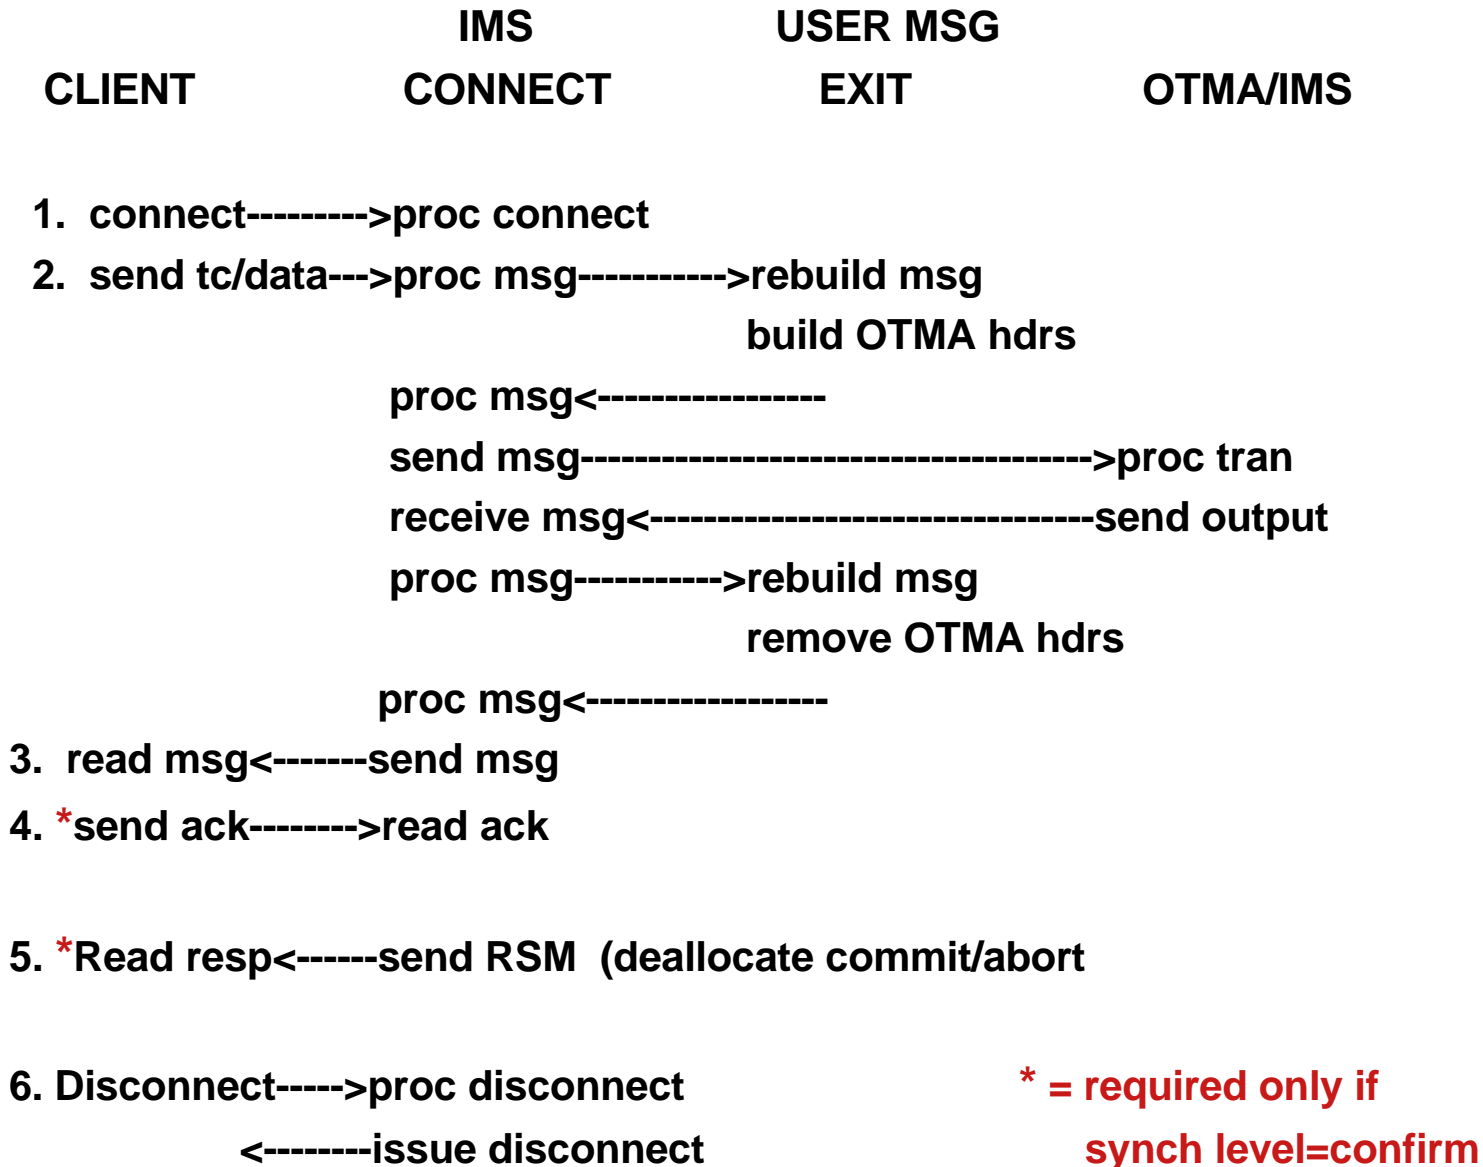 IMS USER MSG
CLIENT CONNECT EXIT OTMA/IMS
1. connect--------->proc connect
2. send tc/data--->proc msg----------->rebuild msg
build OTMA hdrs
proc msg<-----------------
send msg-------------------------------------->proc tran
receive msg<---------------------------------send output
proc msg----------->rebuild msg
remove OTMA hdrs
proc msg<------------------
3. read msg<-------send msg
4. *send ack-------->read ack
5. *Read resp<------send RSM (deallocate commit/abort
6. Disconnect----->proc disconnect * = required only if
<--------issue disconnect synch level=confirm